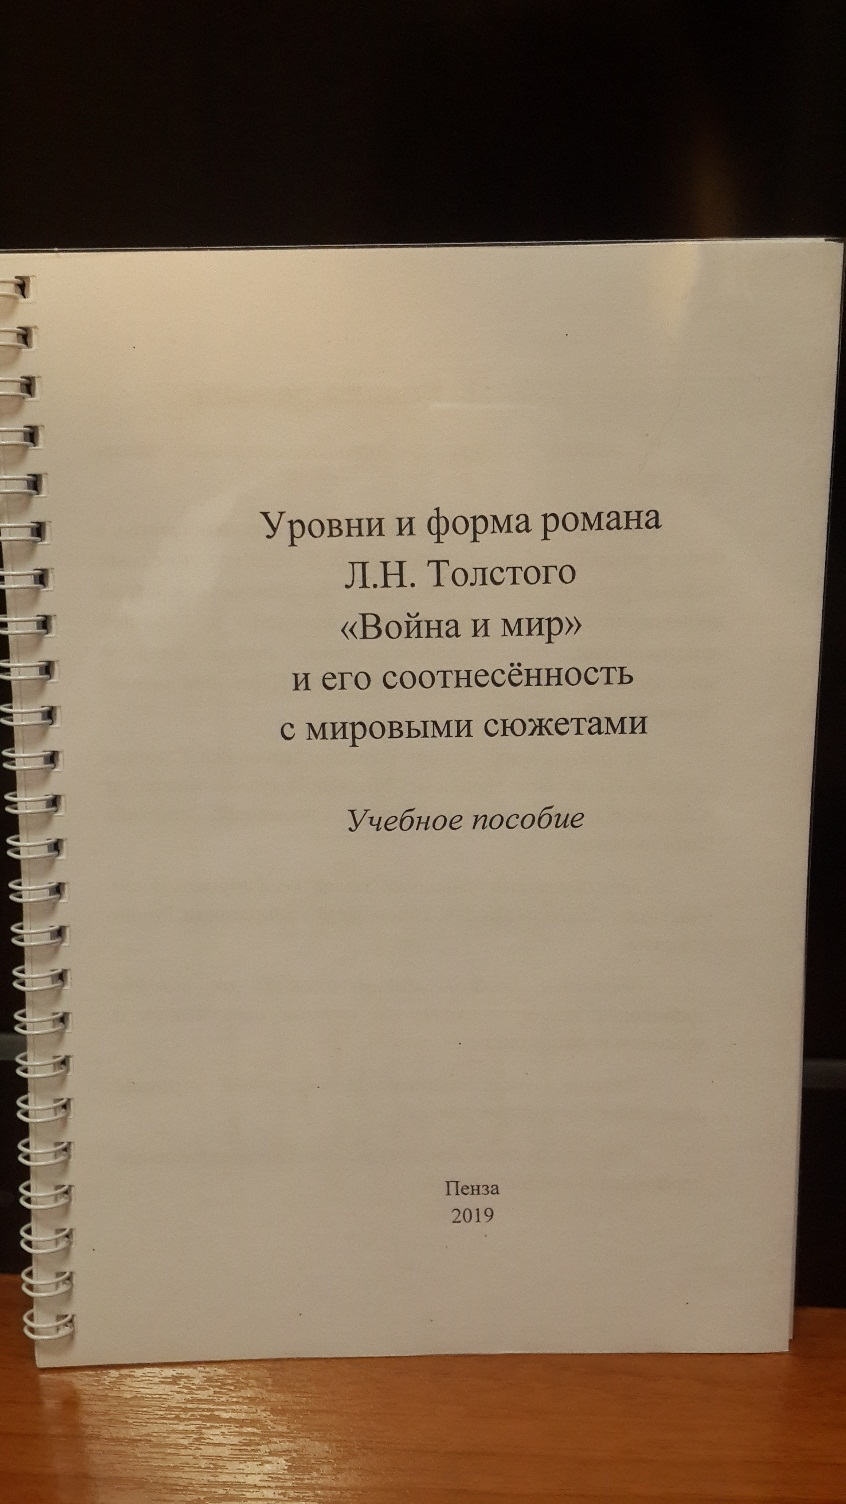 Уровни и форма романа
Л.Н. Толстого
«Война и мир»
и его соотнесённость
с мировыми сюжетами
Учебное пособие
Пенза
2019